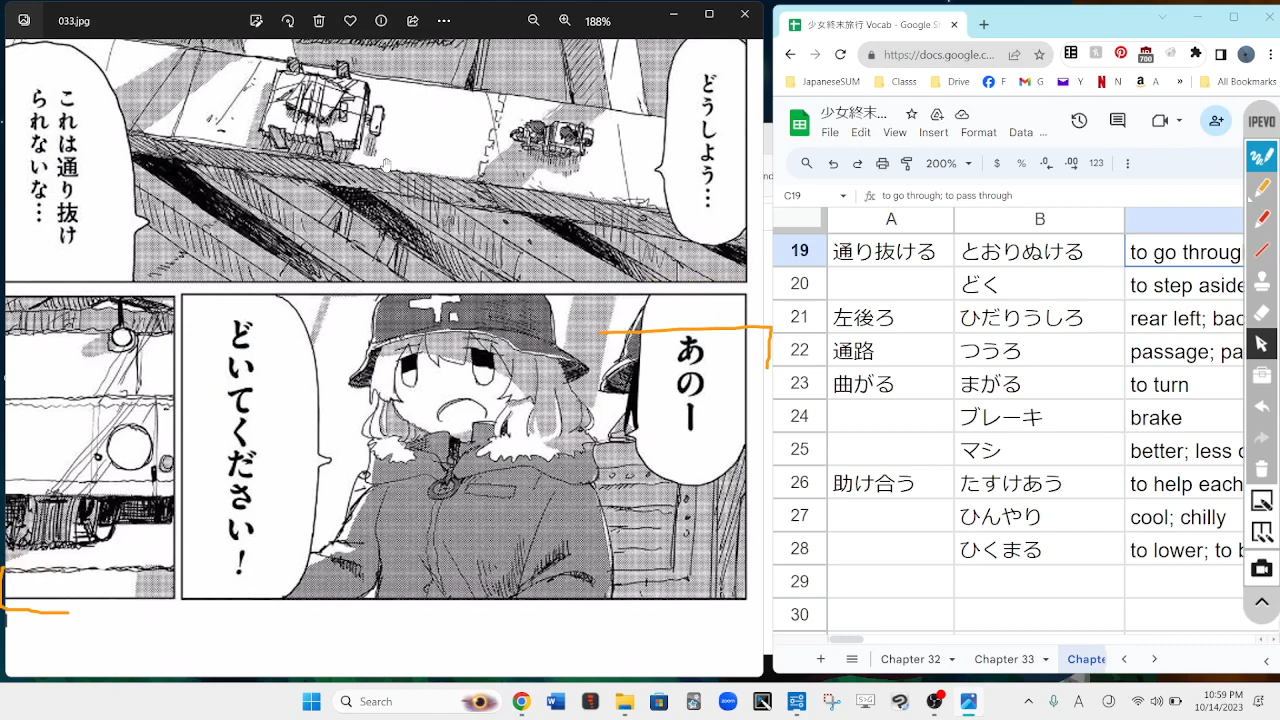 033.jpg
188%
どうしよう…
これは通り抜け
られないな…
あのー
どいてください！
少女終末旅行 Vocab - Google S
https://docs.google.com
JapaneseSUM
Classes
Drive
F
G
Y
N
A
All Bookmarks
少女終末
File Edit View Insert Format Data
IPEVO
200%
$ % .0 .00 123
C19
fx to go through; to pass through
A B
19 通り抜ける とおりぬける to go throug
20 どく to step aside
21 左後ろ ひだりうしろ rear left; bac
22 通路 つうろ passage; pa
23 曲がる まがる to turn
24 ブレーキ brake
25 マシ better; less
26 助け合う たすけあう to help each
27 ひんやり cool; chilly
28 ひくまる to lower; to b
29
30
Chapter 32 Chapter 33 Chapte
Search
10:59 PM
10/14/2023